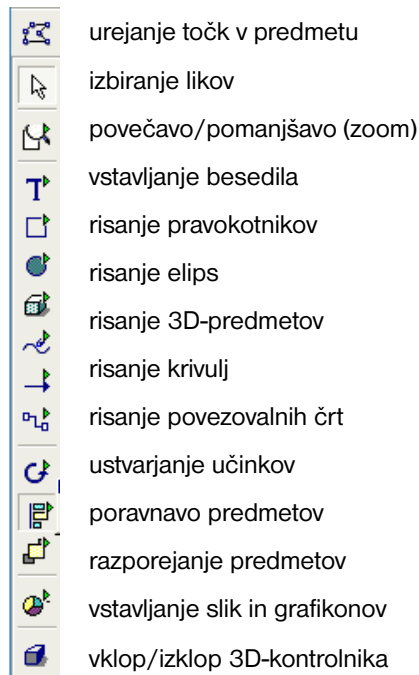 urejanje točk v predmetu
izbiranje likov
povečavo/pomanjšavo (zoom)
vstavljanje besedila
risanje pravokotnikov
risanje elips
risanje 3D-predmetov
risanje krivulj
risanje povezovalnih črt
ustvarjanje učinkov
poravnavo predmetov
razporejanje predmetov
vstavljanje slik in grafikonov
vklop/izklop 3D-kontrolnika